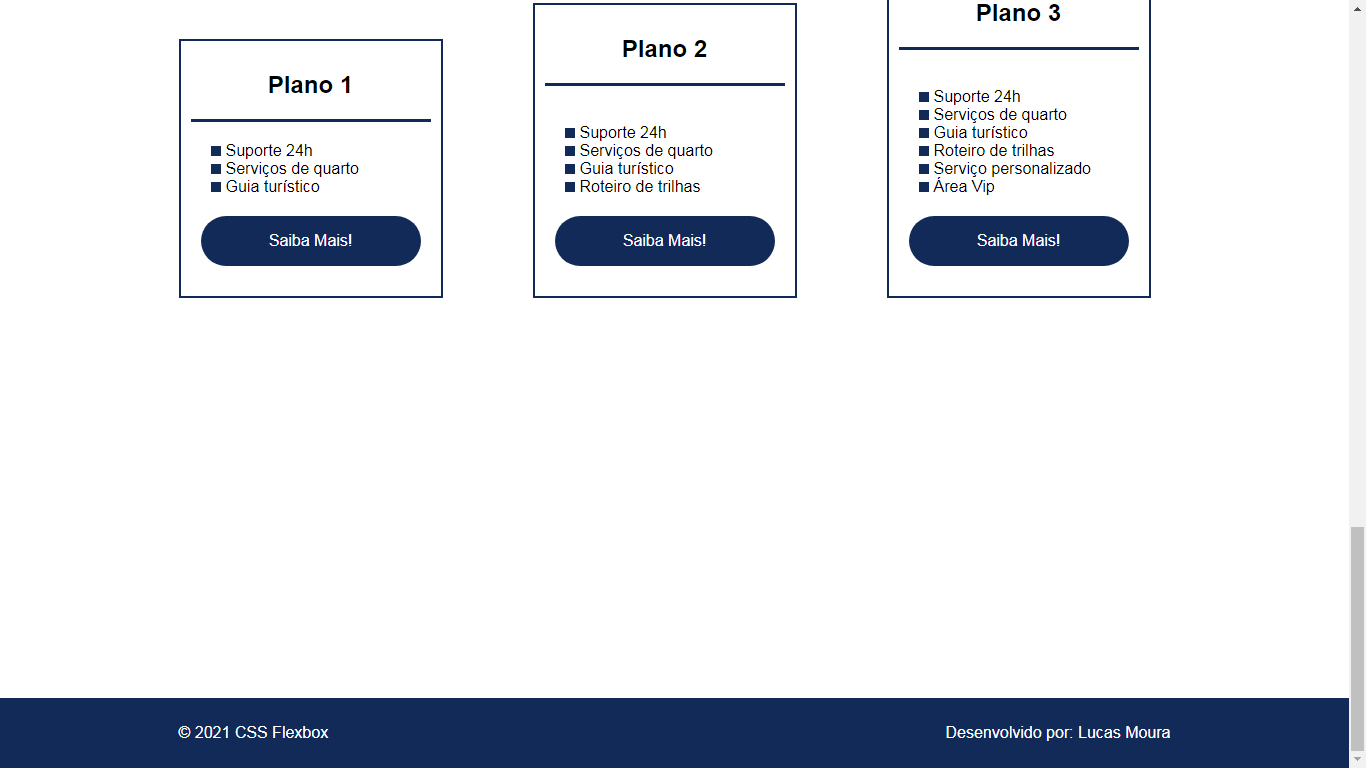 Plano 1
Suporte 24h
Serviços de quarto
Guia turístico
Saiba Mais!
Plano 2
Suporte 24h
Serviços de quarto
Guia turístico
Roteiro de trilhas
Saiba Mais!
Plano 3
Suporte 24h
Serviços de quarto
Guia turístico
Roteiro de trilhas
Serviço personalizado
Área Vip
Saiba Mais!
© 2021 CSS Flexbox
Desenvolvido por: Lucas Moura